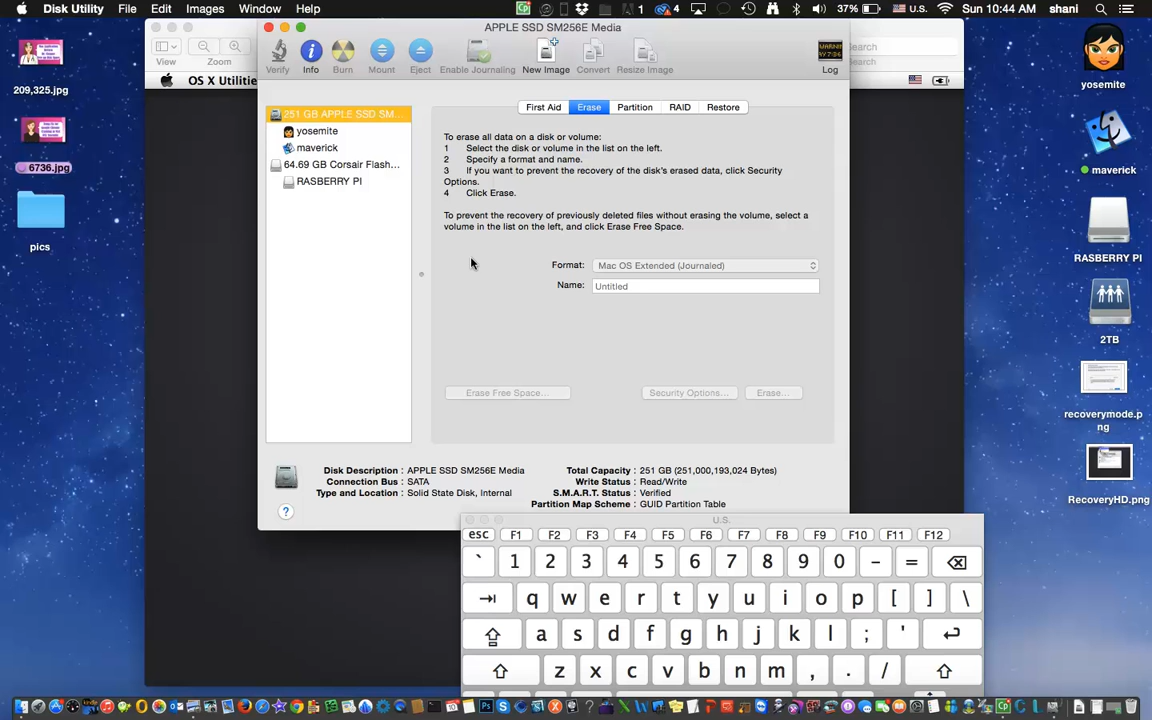 Disk Utility File Edit Images Window Help
1 4 37% U.S. Sun 10:44 AM shani
APPLE SSD SM256E Media
Verify Info Burn Mount Eject Enable Journaling New Image Convert Resize Image Log
View Zoom
earch
OS X Utilitie
251 GB APPLE SSD SM...
yosemite
maverick
64.69 GB Corsair Flash...
RASBERRY PI
First Aid Erase Partition RAID Restore
To erase all data on a disk or volume:
1 Select the disk or volume in the list on the left.
2 Specify a format and name.
3 If you want to prevent the recovery of the disk's erased data, click Security
Options.
4 Click Erase.
To prevent the recovery of previously deleted files without erasing the volume, select a
volume in the list on the left, and click Erase Free Space.
Format: Mac OS Extended (Journaled)
Name: Untitled
Erase Free Space... Security Options... Erase...
Disk Description : APPLE SSD SM256E Media
Connection Bus : SATA
Type and Location : Solid State Disk, Internal
Total Capacity : 251 GB (251,000,193,024 Bytes)
Write Status : Read/Write
S.M.A.R.T. Status : Verified
Partition Map Scheme : GUID Partition Table
?
209,325.jpg
6736.jpg
pics
yosemite
maverick
RASBERRY PI
2TB
recoverymode.p
ng
RecoveryHD.png
U.S.
esc F1 F2 F3 F4 F5 F6 F7 F8 F9 F10 F11 F12
` 1 2 3 4 5 6 7 8 9 0 - =
q w e r t y u i o p [ ] \
a s d f g h j k l ; '
z x c v b n m , . /